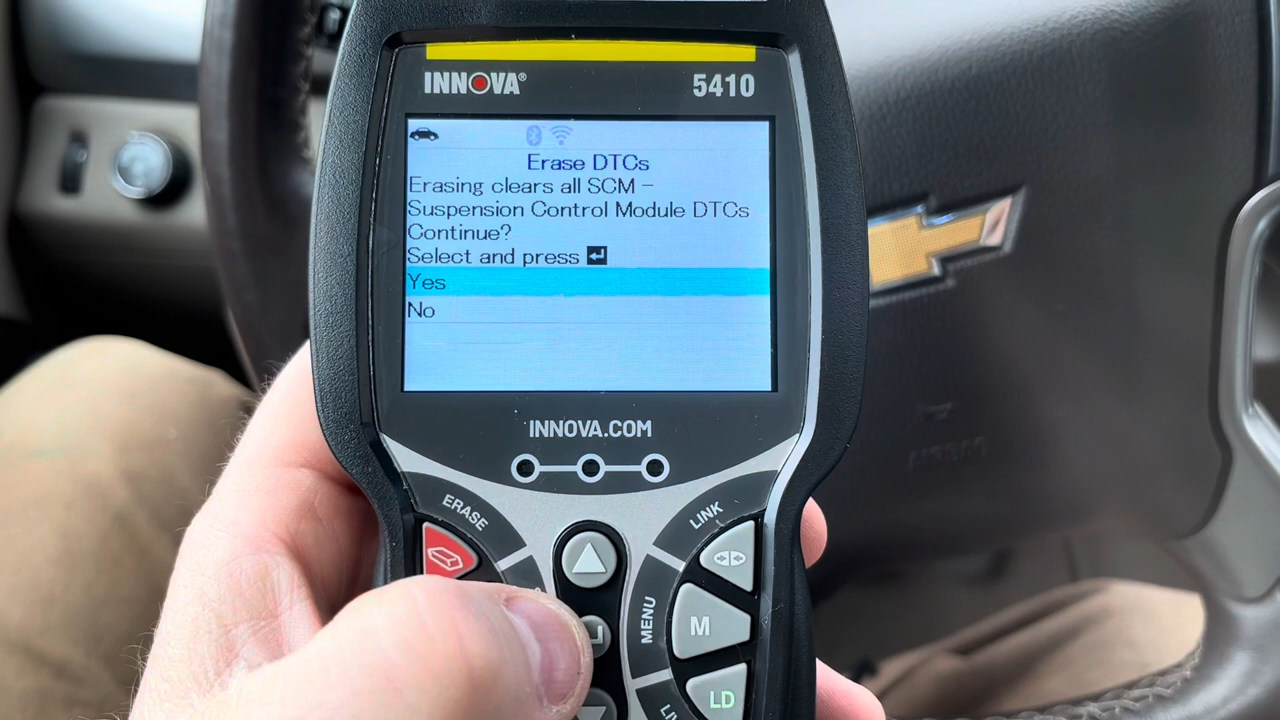 INNOVA®
5410
Erase DTCs
Erasing clears all SCM -
Suspension Control Module DTCs
Continue?
Select and press
Yes
No
INNOVA.COM
ERASE
LINK
MENU
M
LD